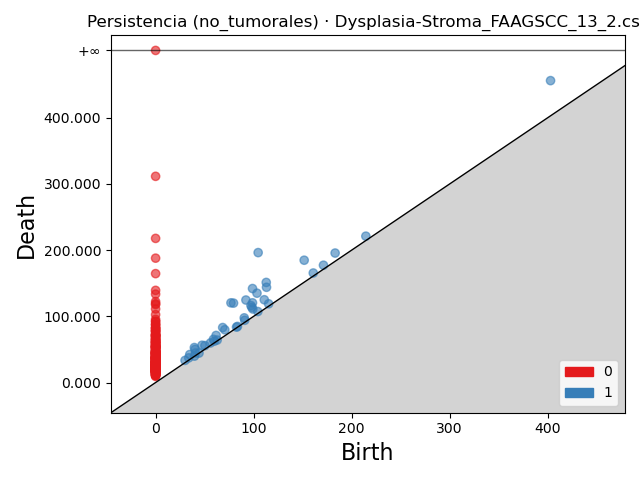 Persistencia (no_tumorales) · Dysplasia-Stroma_FAAGSCC_13_2.cs
+∞
400.000
300.000
200.000
100.000
0.000
Death
0
1
0 100 200 300 400
Birth